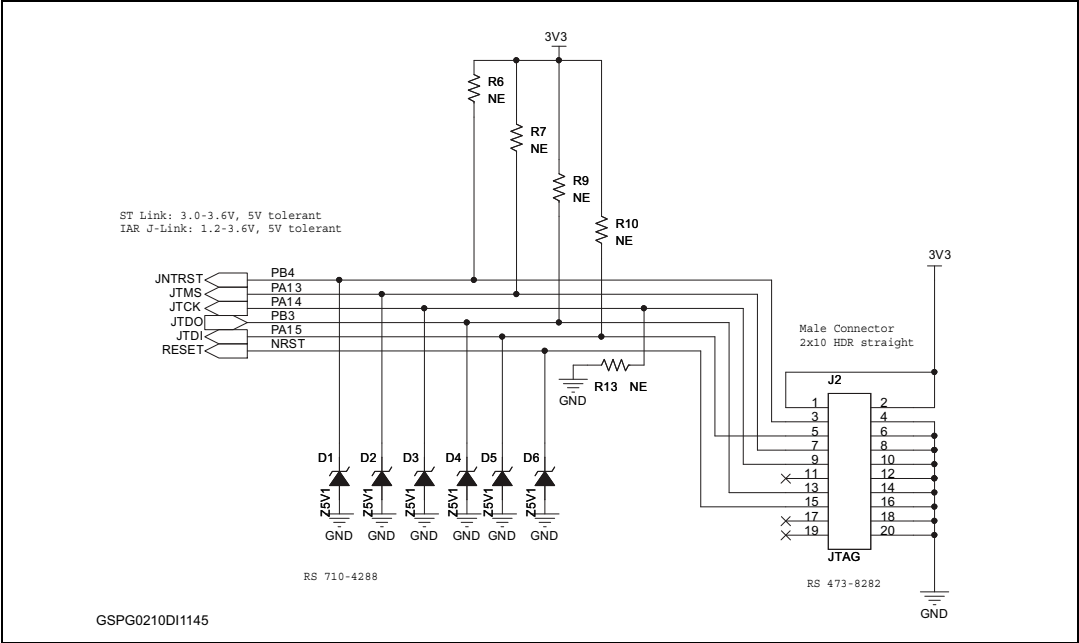 3V3
R6
NE
R7
NE
R9
NE
R10
NE
ST Link: 3.0-3.6V, 5V tolerant
IAR J-Link: 1.2-3.6V, 5V tolerant
3V3
JNTRST PB4
JTMS PA13
JTCK PA14
JTDO PB3
JTDI PA15
RESET NRST
Male Connector
2x10 HDR straight
R13 NE
GND
J2
1 2
3 4
5 6
7 8
9 10
11 12
13 14
15 16
17 18
19 20
JTAG
D1 D2 D3 D4 D5 D6
Z5V1 Z5V1 Z5V1 Z5V1 Z5V1 Z5V1
GND GND GND GND GND GND
RS 710-4288
RS 473-8282
GND
GSPG0210DI1145